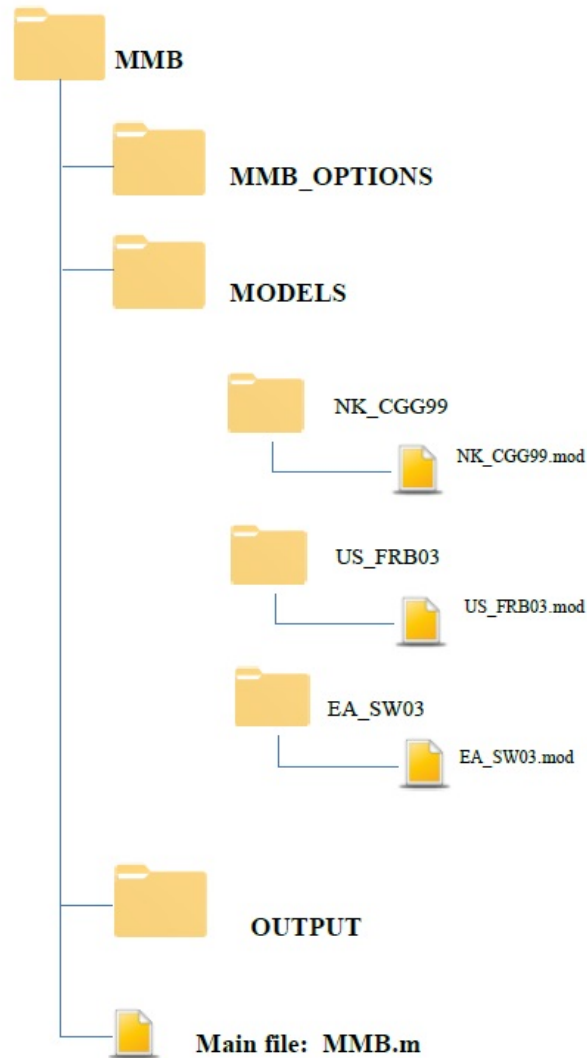 MMB
MMB_OPTIONS
MODELS
NK_CGG99
NK_CGG99.mod
US_FRB03
US_FRB03.mod
EA_SW03
EA_SW03.mod
OUTPUT
Main file: MMB.m